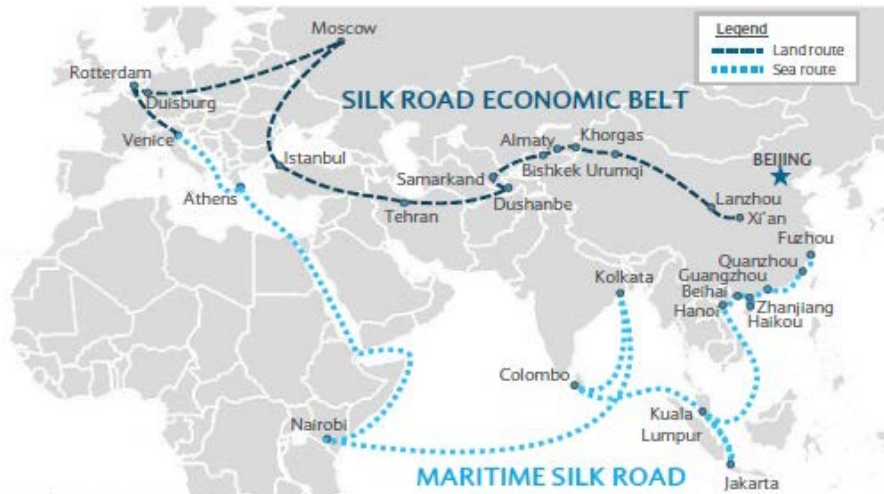 Legend
Land route
Sea route
Moscow
Rotterdam
Duisburg
SILK ROAD ECONOMIC BELT
Venice
Istanbul
Almaty
Khorgas
Bishkek Urumqi
BEIJING
Samarkand
Athens
Tehran
Dushanbe
Lanzhou
Xi'an
Fuzhou
Quanzhou
Kolkata
Guangzhou
Beihai
Hanoi
Zhanjiang
Haikou
Colombo
Nairobi
Kuala
Lumpur
MARITIME SILK ROAD
Jakarta